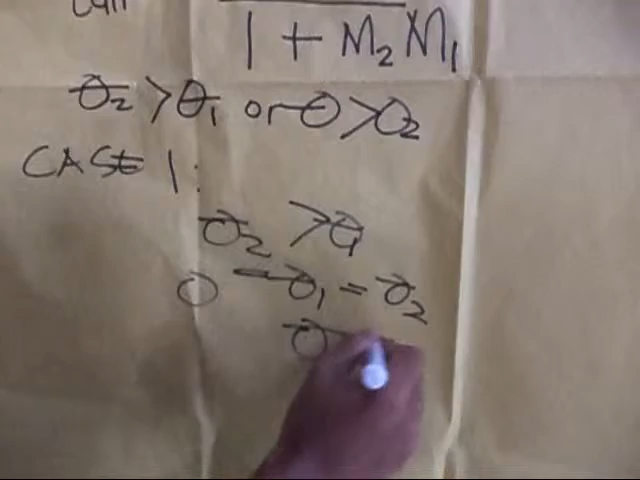 1 + M₂M₁
θ₂ > θ₁ or θ > θ₂
CASE 1:
θ₂ > θ₁
θ - θ₁ = θ₂
θ